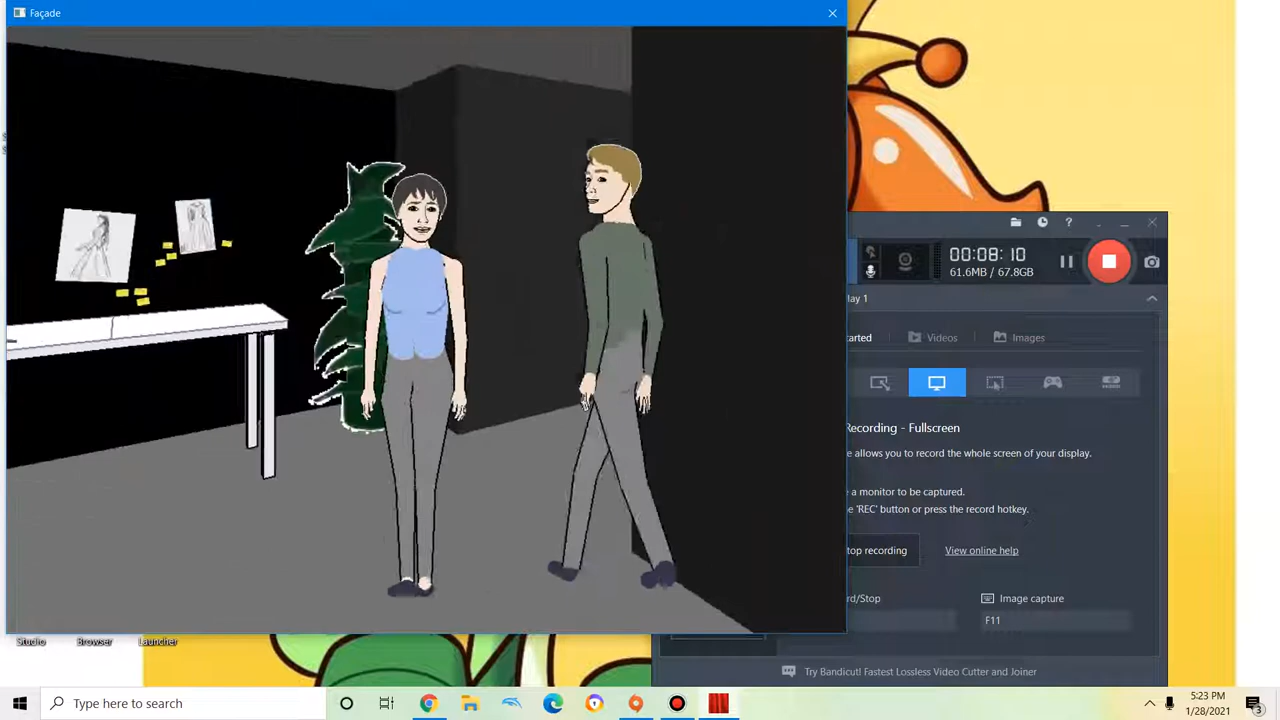 Façade
00:08:10
61.6MB / 67.8GB
lay 1
arted
Videos
Images
Recording - Fullscreen
e allows you to record the whole screen of your display.
a monitor to be captured.
e 'REC' button or press the record hotkey.
top recording
View online help
rd/Stop
Image capture
F11
Studio
Browser
Launcher
Try Bandicut! Fastest Lossless Video Cutter and Joiner
Type here to search
5:23 PM
1/28/2021
3